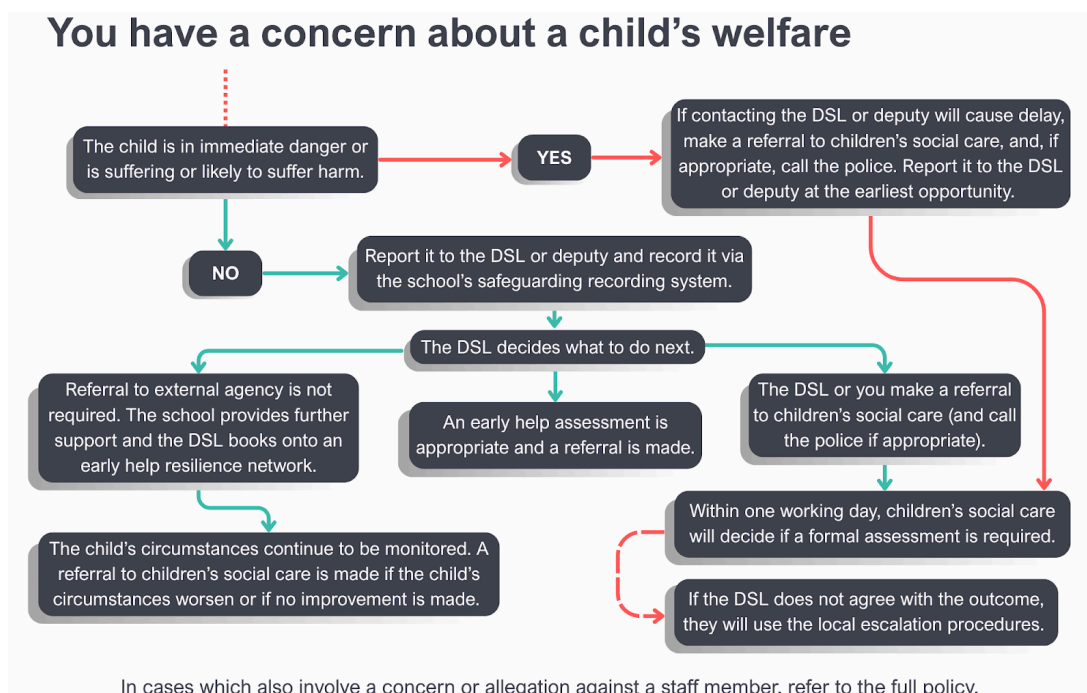 You have a concern about a child's welfare
The child is in immediate danger or
is suffering or likely to suffer harm.
YES
If contacting the DSL or deputy will cause delay,
make a referral to children's social care, and, if
appropriate, call the police. Report it to the DSL
or deputy at the earliest opportunity.
NO
Report it to the DSL or deputy and record it via
the school's safeguarding recording system.
The DSL decides what to do next.
Referral to external agency is not
required. The school provides further
support and the DSL books onto an
early help resilience network.
An early help assessment is
appropriate and a referral is made.
The DSL or you make a referral
to children's social care (and call
the police if appropriate).
The child's circumstances continue to be monitored. A
referral to children's social care is made if the child's
circumstances worsen or if no improvement is made.
Within one working day, children's social care
will decide if a formal assessment is required.
If the DSL does not agree with the outcome,
they will use the local escalation procedures.
In cases which also involve a concern or allegation against a staff member, refer to the full policy.